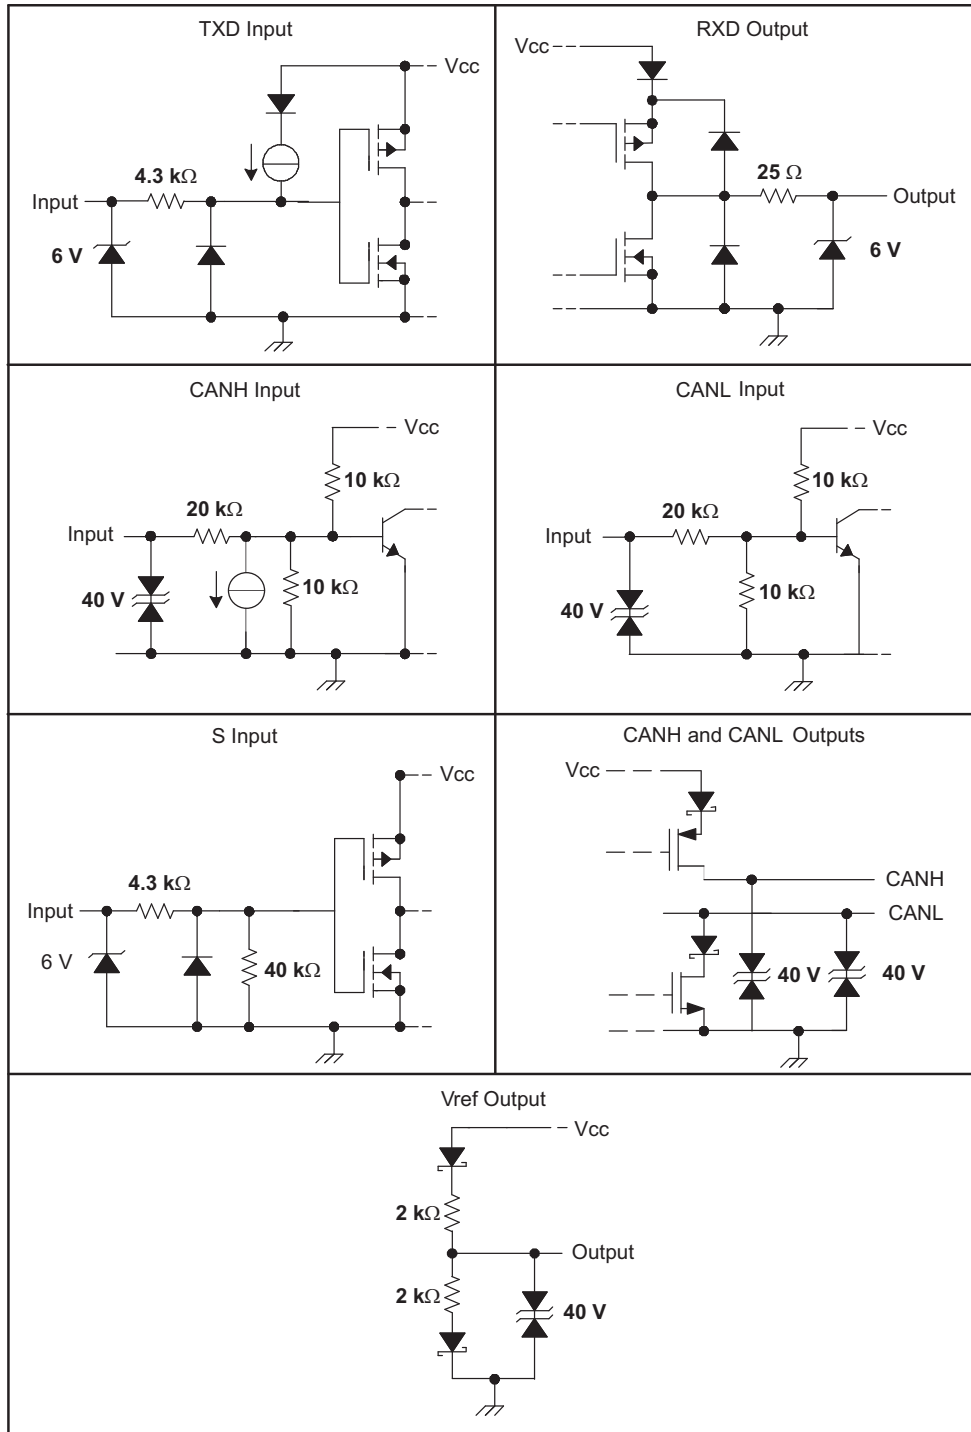 TXD Input
Vcc
4.3 kΩ
Input
6 V
RXD Output
Vcc
25 Ω
Output
6 V
CANH Input
Vcc
10 kΩ
20 kΩ
Input
10 kΩ
40 V
CANL Input
Vcc
10 kΩ
20 kΩ
Input
10 kΩ
40 V
S Input
Vcc
4.3 kΩ
Input
6 V
40 kΩ
CANH and CANL Outputs
Vcc
CANH
CANL
40 V
40 V
Vref Output
Vcc
2 kΩ
Output
2 kΩ
40 V